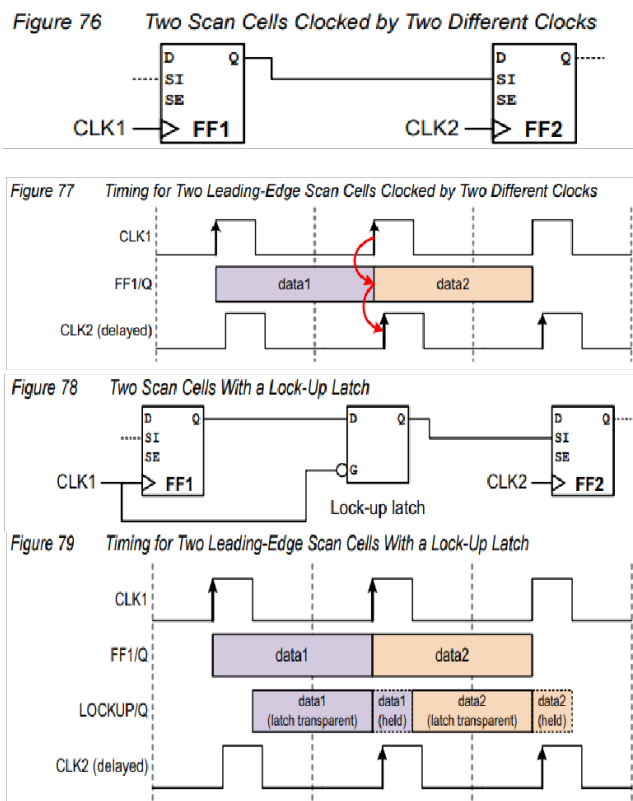 Figure 76 Two Scan Cells Clocked by Two Different Clocks
D Q D Q
SI SI
SE SE
CLK1 FF1 CLK2 FF2
Figure 77 Timing for Two Leading-Edge Scan Cells Clocked by Two Different Clocks
CLK1
FF1/Q data1 data2
CLK2 (delayed)
Figure 78 Two Scan Cells With a Lock-Up Latch
D Q D Q D Q
SI SI
SE G SE
CLK1 FF1 CLK2 FF2
Lock-up latch
Figure 79 Timing for Two Leading-Edge Scan Cells With a Lock-Up Latch
CLK1
FF1/Q data1 data2
LOCKUP/Q data1 (latch transparent) data1 (held) data2 (latch transparent) data2 (held)
CLK2 (delayed)